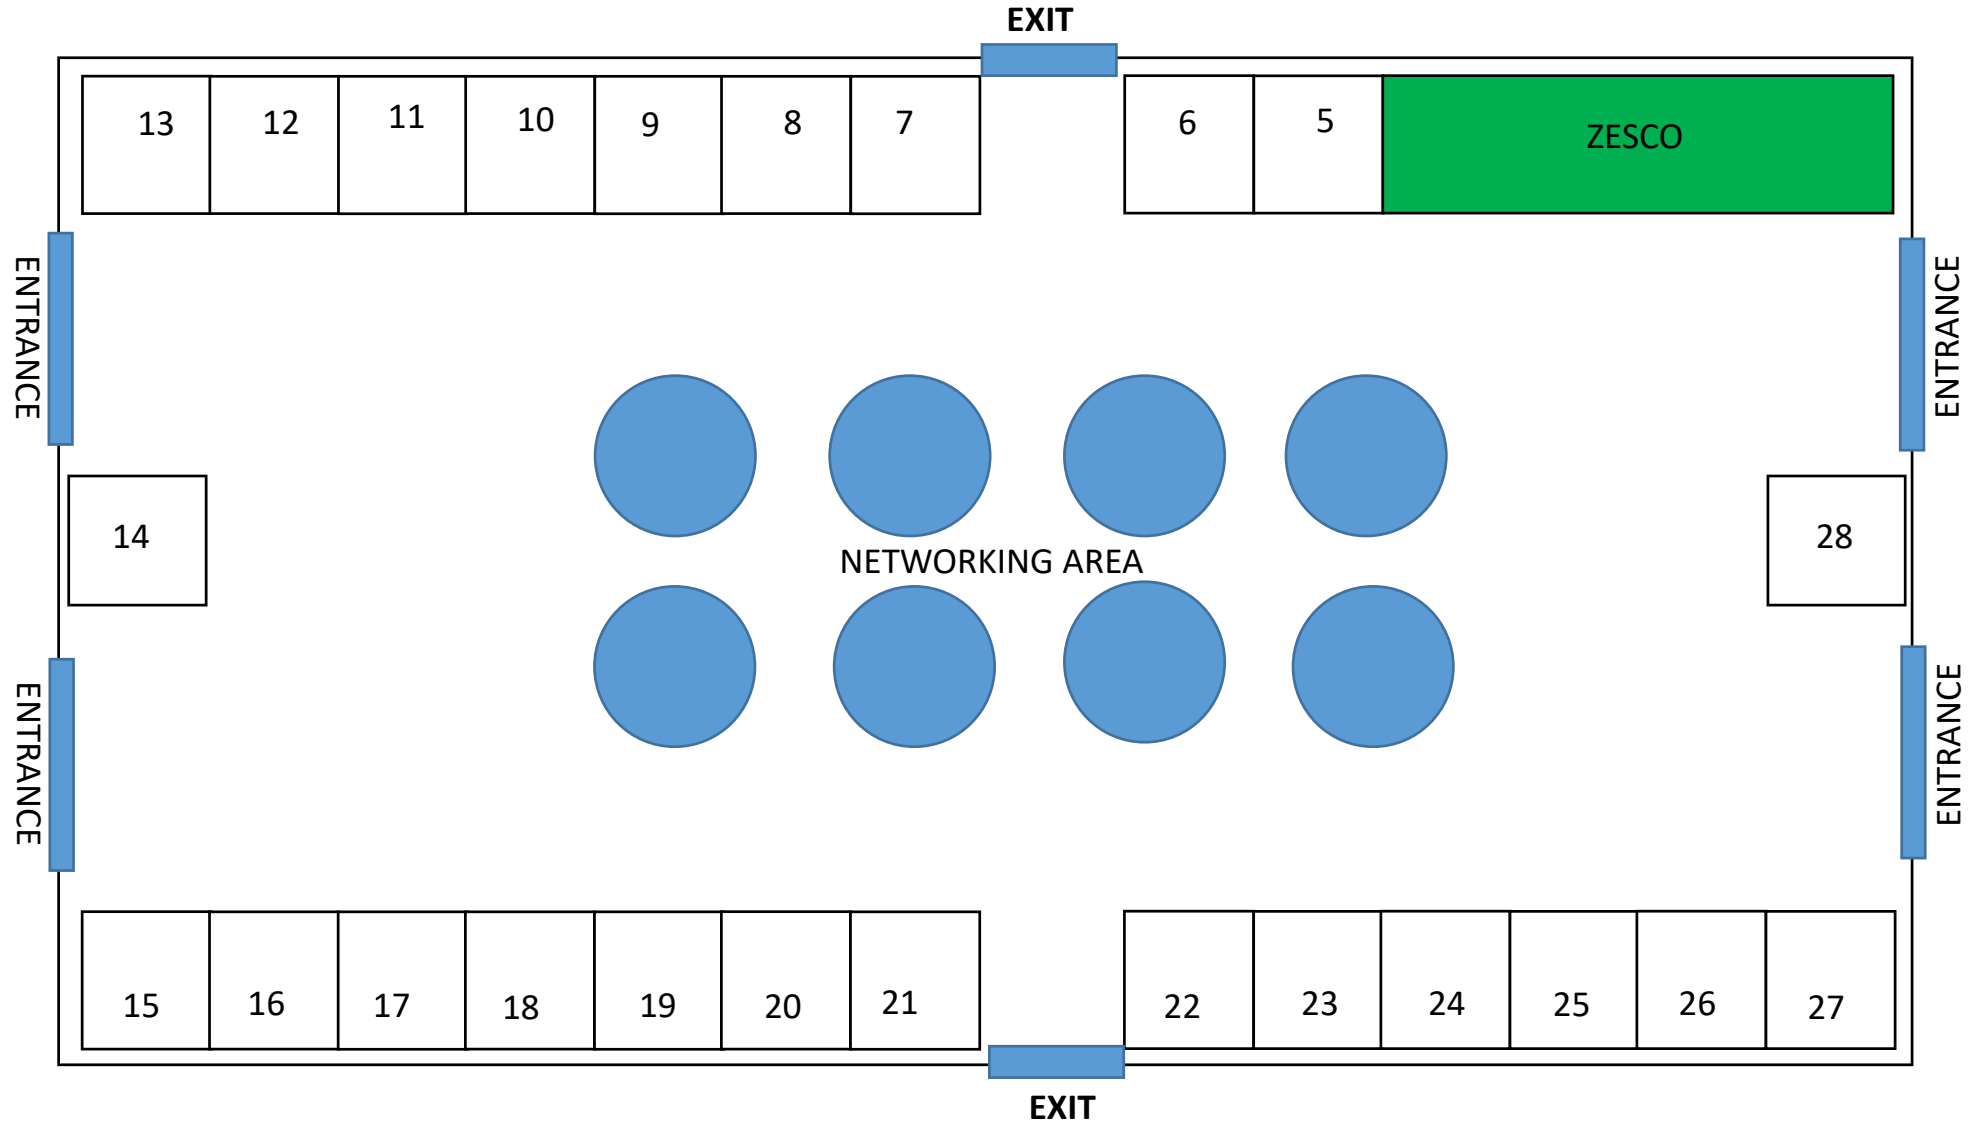 EXIT
13 12 11 10 9 8 7 6 5 ZESCO
ENTRANCE
ENTRANCE
14
NETWORKING AREA
28
ENTRANCE
ENTRANCE
15 16 17 18 19 20 21 22 23 24 25 26 27
EXIT